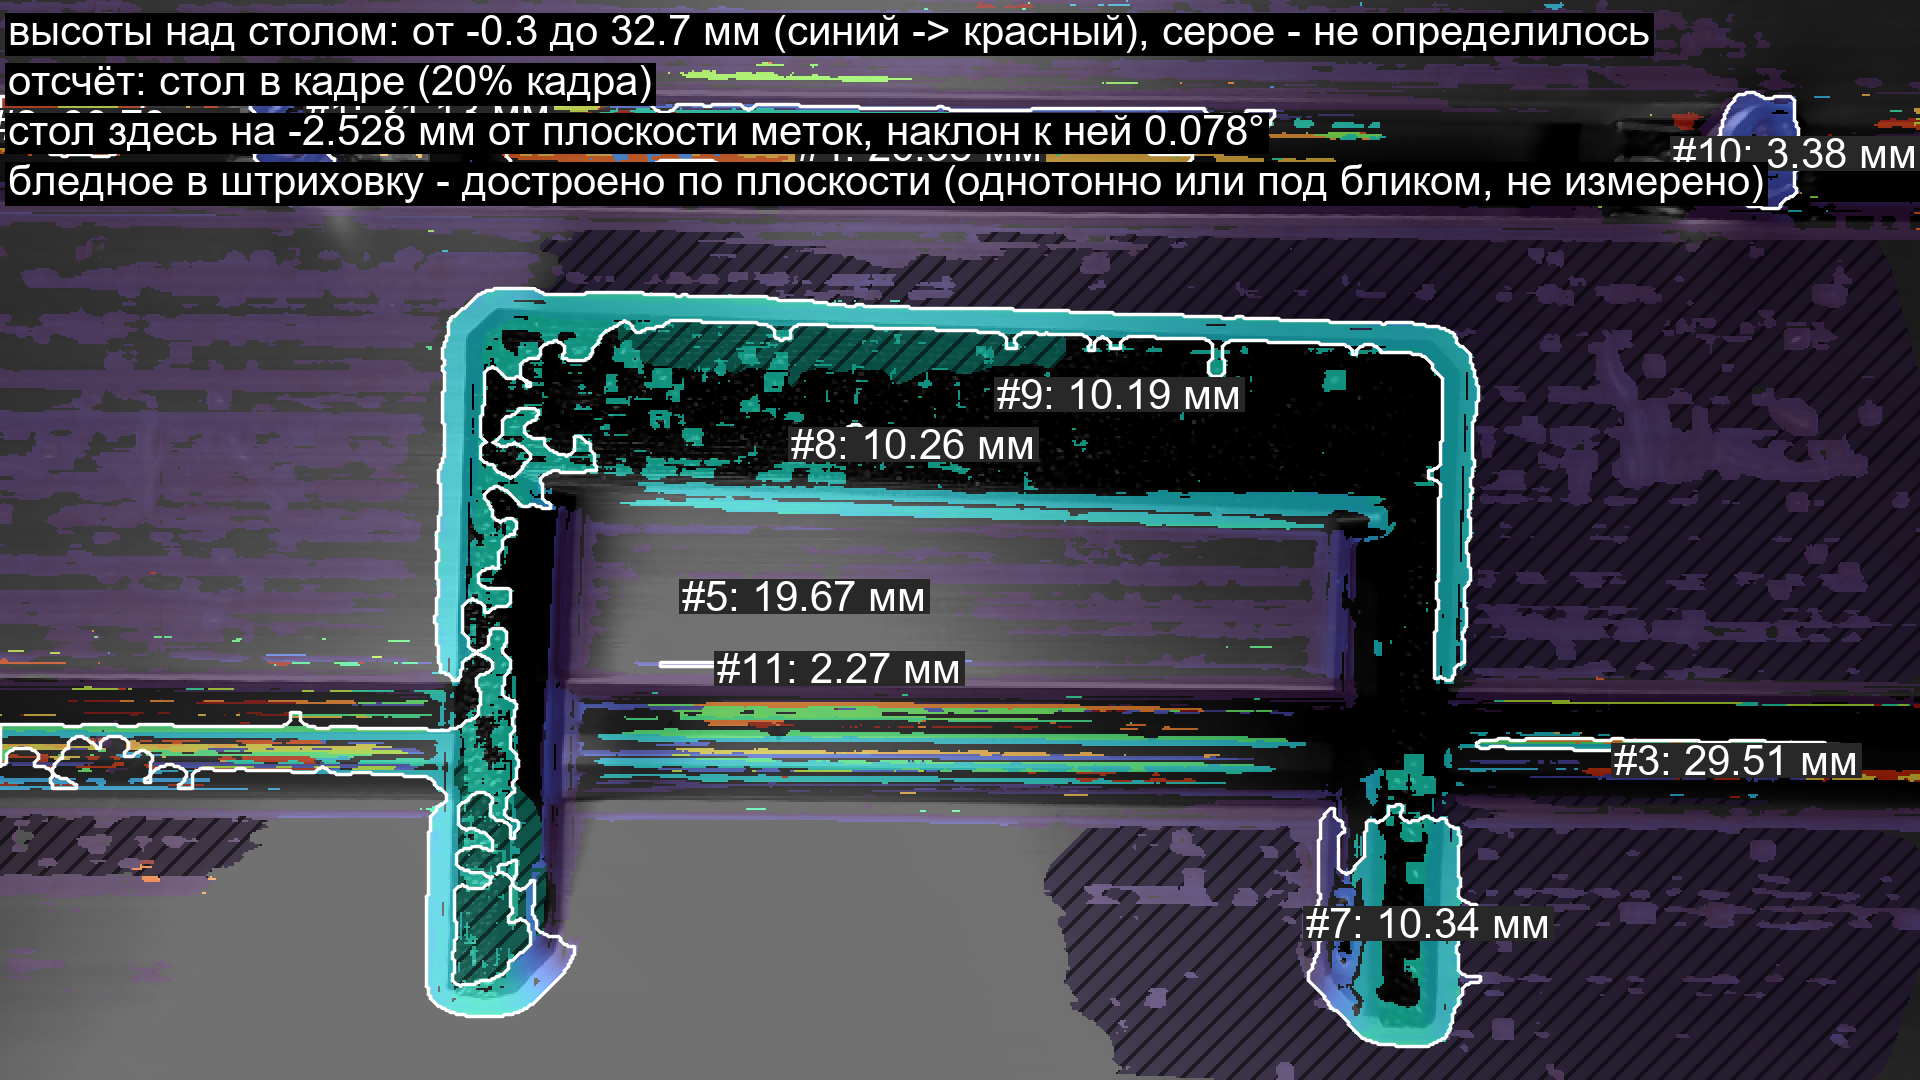 высоты над столом: от -0.3 до 32.7 мм (синий -> красный), серое - не определилось
отсчёт: стол в кадре (20% кадра)
стол здесь на -2.528 мм от плоскости меток, наклон к ней 0.078°
#10: 3.38 мм
бледное в штриховку - достроено по плоскости (однотонно или под бликом, не измерено)
#9: 10.19 мм
#8: 10.26 мм
#5: 19.67 мм
#11: 2.27 мм
#3: 29.51 мм
#7: 10.34 мм